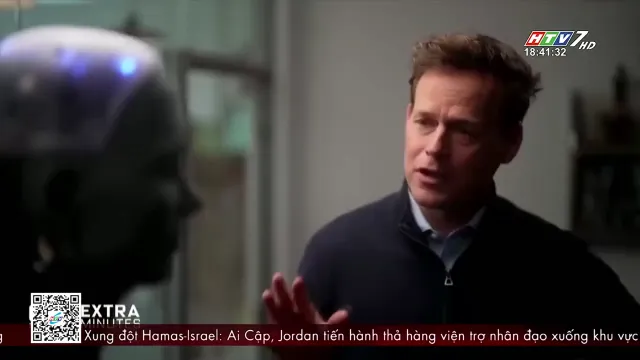 HTV7 HD
18:41:32
EXTRA
MINUTES
g
Xung đột Hamas-Israel: Ai Cập, Jordan tiến hành thả hàng viện trợ nhân đạo xuống khu vực